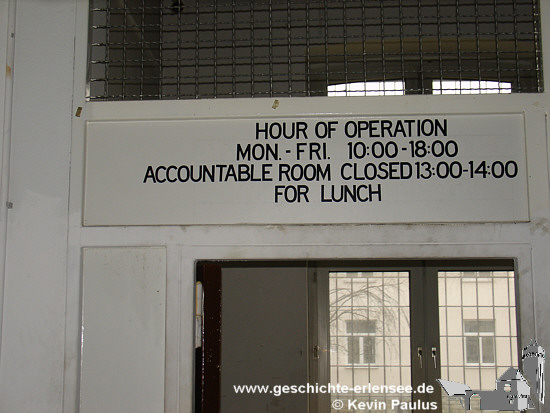 HOUR OF OPERATION
MON. - FRI. 10:00 - 18:00
ACCOUNTABLE ROOM CLOSED 13:00-14:00
FOR LUNCH
www.geschichte-erlensee.de
© Kevin Paulus